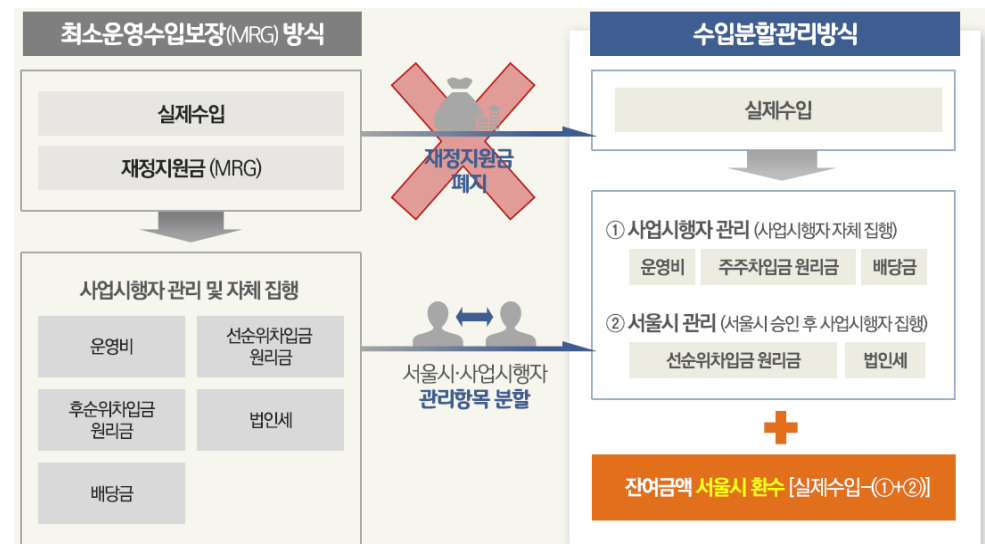 최소운영수입보장(MRG) 방식
실제수입
재정지원금 (MRG)
사업시행자 관리 및 자체 집행
운영비
선순위차입금
원리금
후순위차입금
원리금
법인세
배당금
재정지원금
폐지
서울시·사업시행자
관리항목 분할
수입분할관리방식
실제수입
① 사업시행자 관리 (사업시행자 자체 집행)
운영비
주주차입금 원리금
배당금
② 서울시 관리 (서울시 승인 후 사업시행자 집행)
선순위차입금 원리금
법인세
잔여금액 서울시 환수 [실제수입-(①+②)]